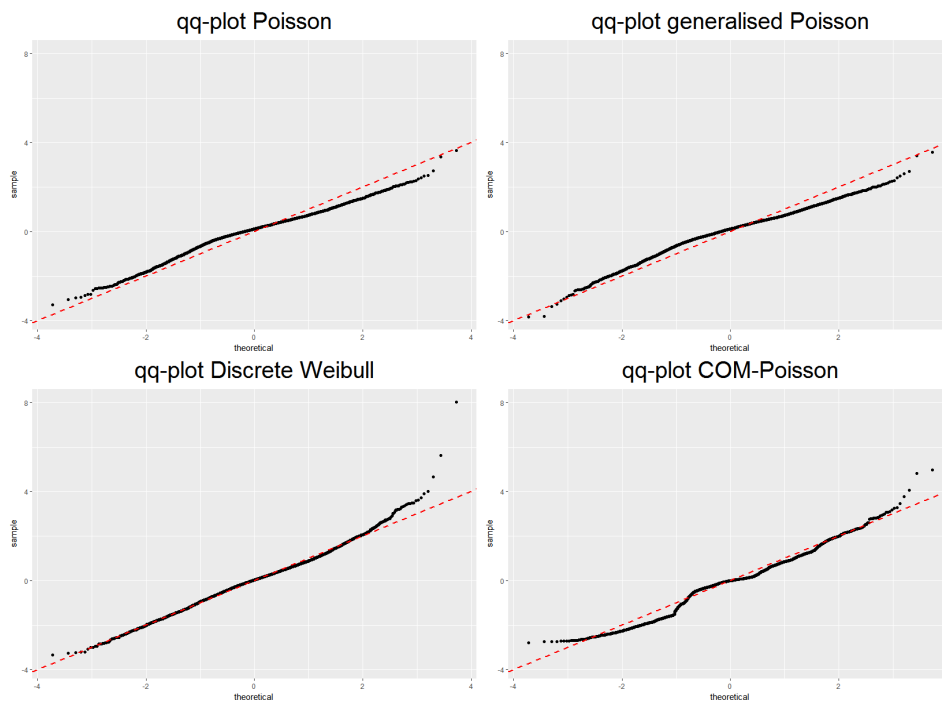 qq-plot Poisson
8
4
0
-4
sample
-4
-2
0
2
4
theoretical
qq-plot generalised Poisson
8
4
0
-4
sample
-4
-2
0
2
theoretical
qq-plot Discrete Weibull
8
4
0
-4
sample
-4
-2
0
2
4
theoretical
qq-plot COM-Poisson
8
4
0
-4
sample
-4
-2
0
2
theoretical